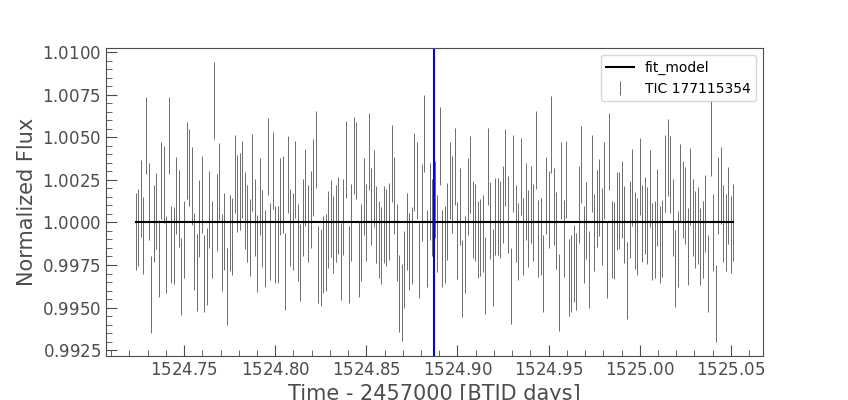 1.0100
1.0075
1.0050
1.0025
1.0000
0.9975
0.9950
0.9925
Normalized Flux
fit_model
TIC 177115354
1524.75 1524.80 1524.85 1524.90 1524.95 1525.00 1525.05
Time - 2457000 [BTJD days]